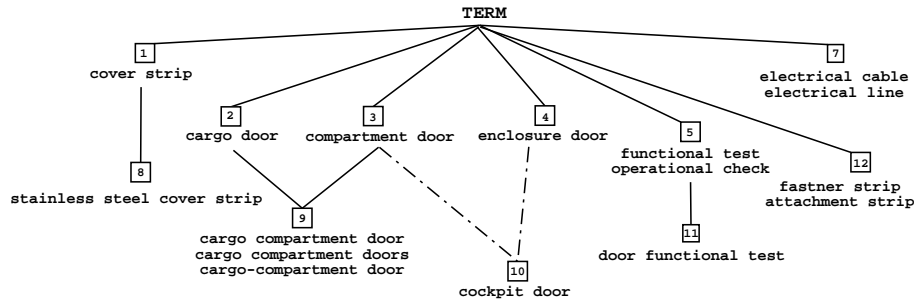 TERM
1
cover strip
7
electrical cable
electrical line
2
cargo door
3
compartment door
4
enclosure door
5
functional test
operational check
12
fastner strip
attachment strip
8
stainless steel cover strip
9
cargo compartment door
cargo compartment doors
cargo-compartment door
11
door functional test
10
cockpit door